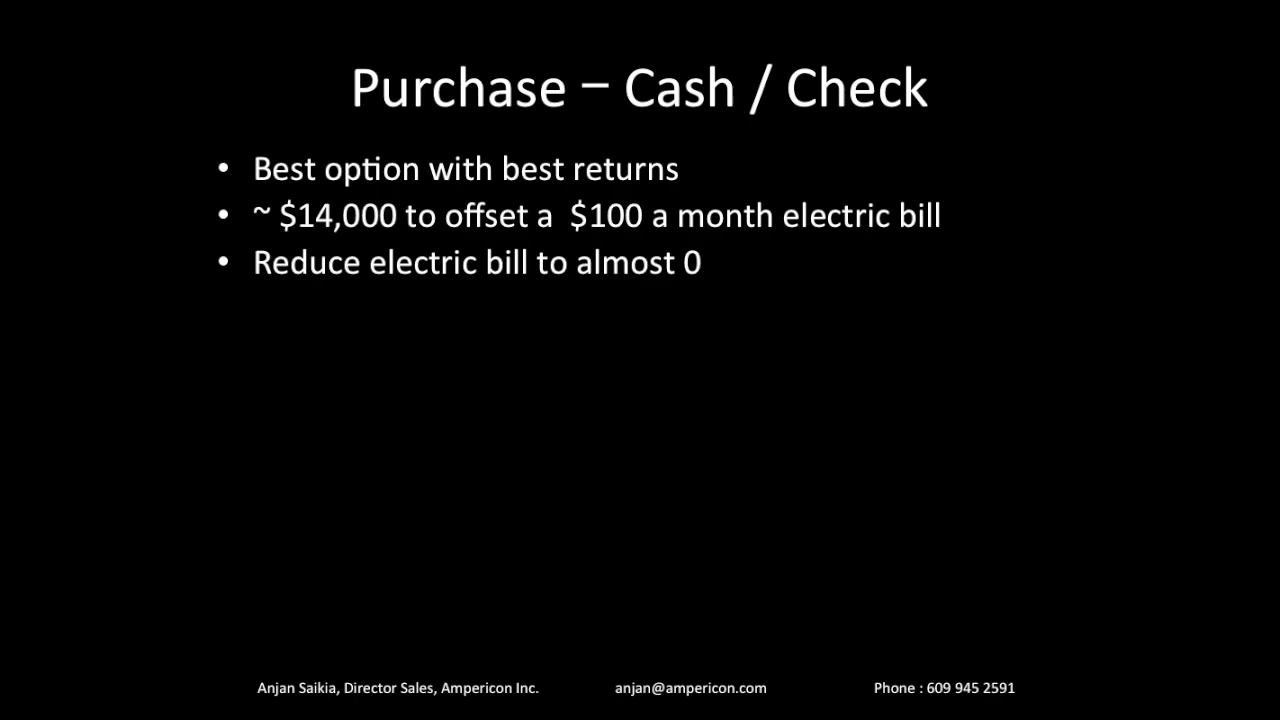 Purchase – Cash / Check
• Best option with best returns
• ~ $14,000 to offset a  $100 a month electric bill
• Reduce electric bill to almost 0
Anjan Saikia, Director Sales, Ampericon Inc. anjan@ampericon.com Phone : 609 945 2591